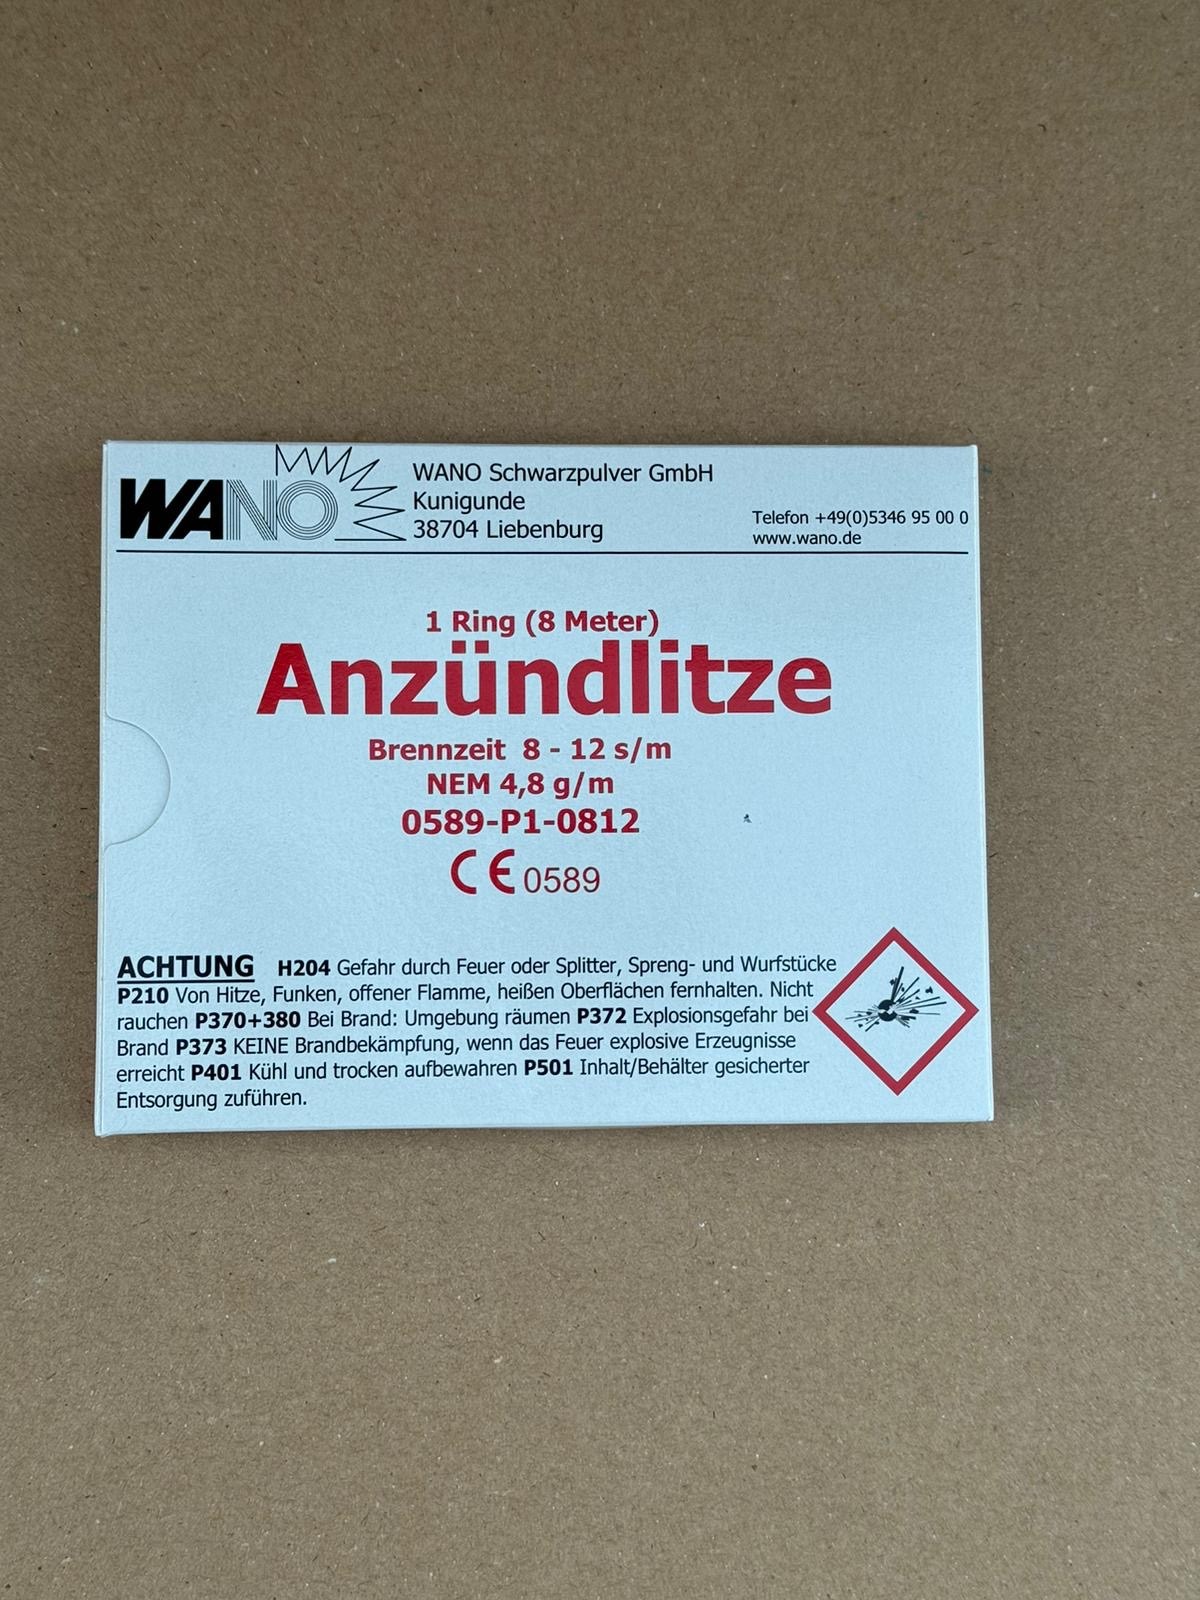 WANO
WANO Schwarzpulver GmbH
Kunigunde
38704 Liebenburg
Telefon +49(0)5346 95 00 0
www.wano.de
1 Ring (8 Meter)
Anzündlitze
Brennzeit 8 - 12 s/m
NEM 4,8 g/m
0589-P1-0812
CE 0589
ACHTUNG H204 Gefahr durch Feuer oder Splitter, Spreng- und Wurfstücke
P210 Von Hitze, Funken, offener Flamme, heißen Oberflächen fernhalten. Nicht
rauchen P370+380 Bei Brand: Umgebung räumen P372 Explosionsgefahr bei
Brand P373 KEINE Brandbekämpfung, wenn das Feuer explosive Erzeugnisse
erreicht P401 Kühl und trocken aufbewahren P501 Inhalt/Behälter gesicherter
Entsorgung zuführen.